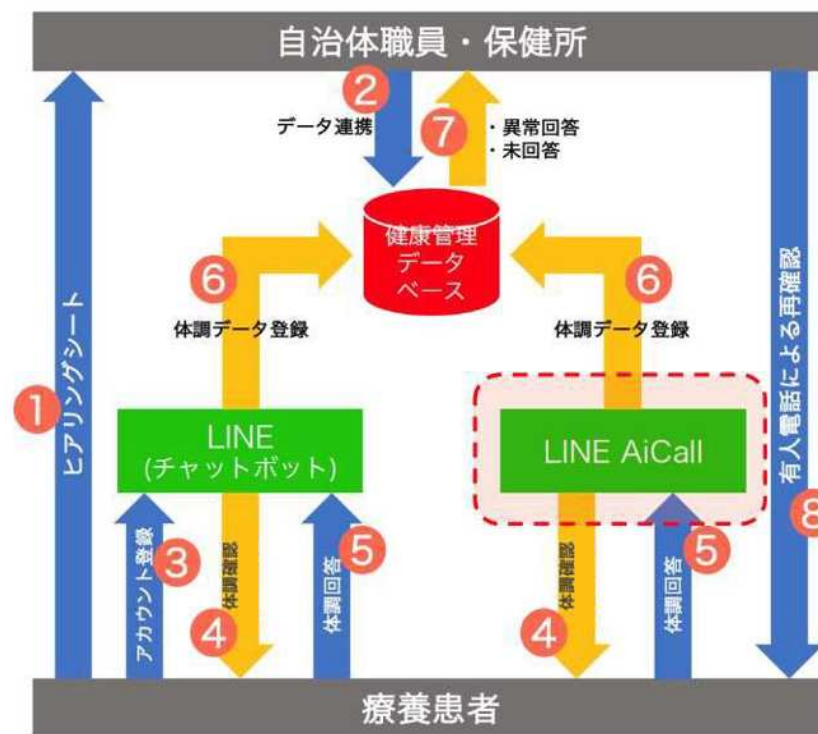 自治体職員・保健所
2
データ連携
7
・異常回答
・未回答
健康管理
データ
ベース
6
体調データ登録
6
体調データ登録
1
ヒアリングシート
LINE
(チャットボット)
LINE AiCall
有人電話による再確認
8
3
アカウント登録
4
体調確認
5
体調回答
4
体調確認
5
体調回答
療養患者